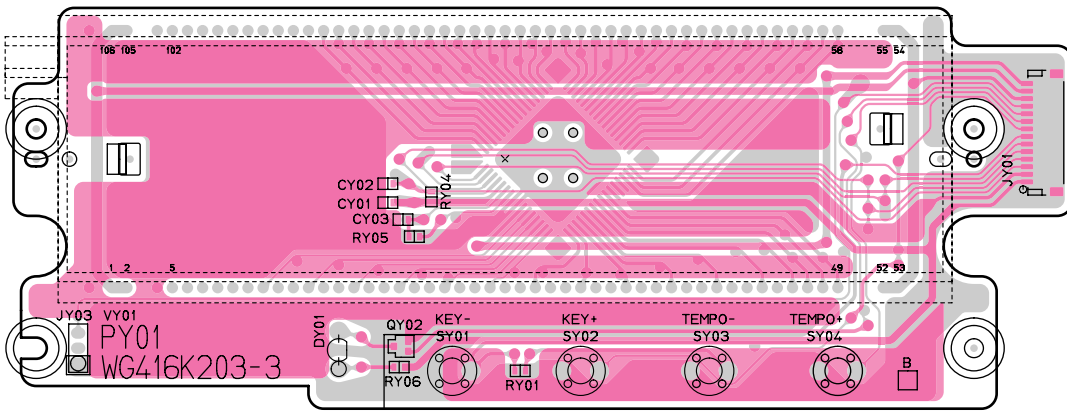 106 105 102 56 55 54
JY01
CY02
RY04
CY01
CY03
RY05
1 2 5 49 52 53
JY03 VY01
PY01
WG416K203-3
DY01
QY02
RY06
KEY-
SY01
RY01
KEY+
SY02
TEMPO-
SY03
TEMPO+
SY04
B